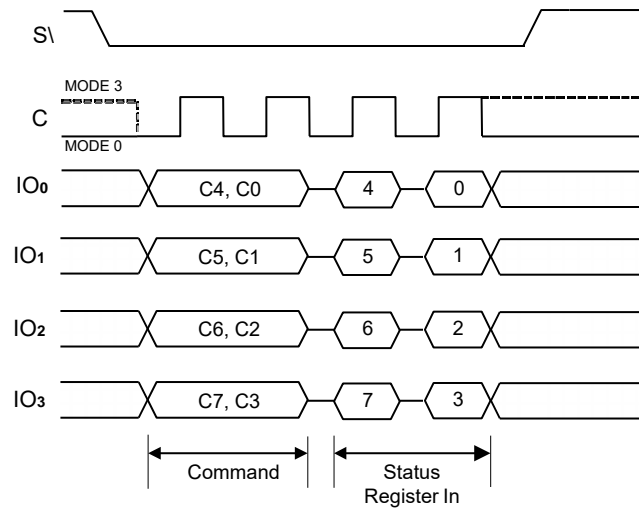 S\
MODE 3
C
MODE 0
IO0 C4, C0 4 0
IO1 C5, C1 5 1
IO2 C6, C2 6 2
IO3 C7, C3 7 3
Command Status
Register In